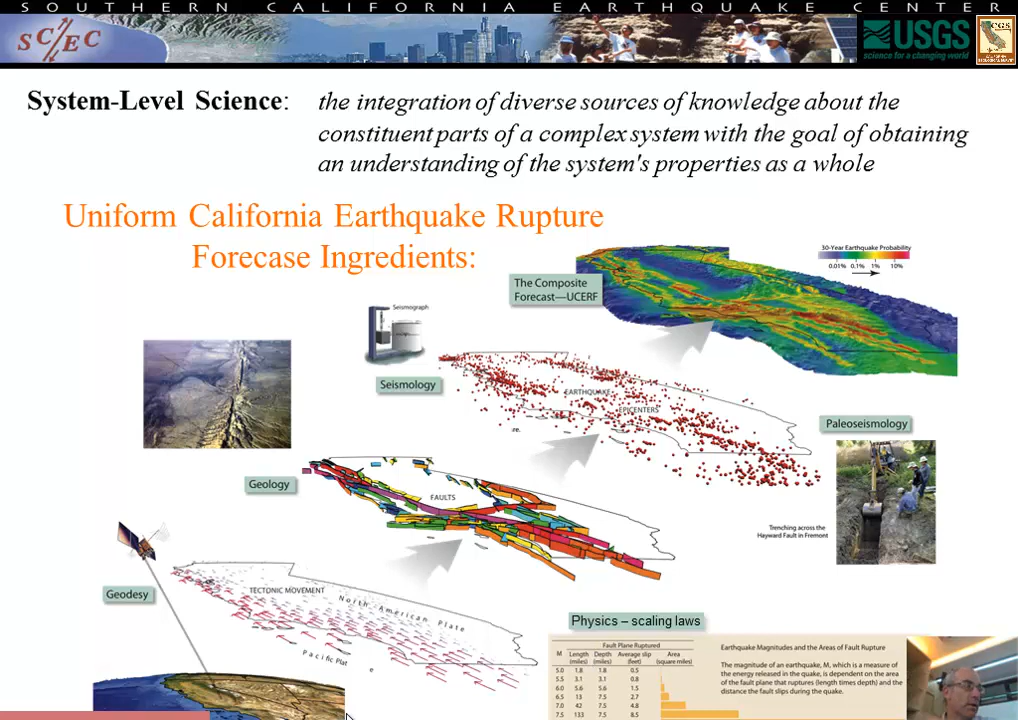 SOUTHERN CALIFORNIA EARTHQUAKE CENTER
SCEC
USGS
science for a changing world
CGS
System-Level Science: the integration of diverse sources of knowledge about the
constituent parts of a complex system with the goal of obtaining
an understanding of the system's properties as a whole
Uniform California Earthquake Rupture
Forecase Ingredients:
30-Year Earthquake Probability
0.01% 0.1% 1% 10%
The Composite
Forecast—UCERF
Seismograph
Seismology
EARTHQUAKE
EPICENTERS
re.
Paleoseismology
Geology
FAULTS
Trenching across the
Hayward Fault in Fremont
Geodesy
TECTONIC MOVEMENT
North-American Plate
Pacific Plat e
Physics – scaling laws
Fault Plane Ruptured
M Length Depth Average slip Area
(miles) (miles) (feet) (square miles)
5.0 1.8 1.8 0.5
5.5 3.1 3.1 0.8
6.0 5.6 5.6 1.5
6.5 13 7.5 2.7
7.0 42 7.5 4.8
7.5 133 7.5 8.5
Earthquake Magnitudes and the Areas of Fault Rupture
The magnitude of an earthquake, M, which is a measure of
the energy released in the quake, is dependent on the area
of the fault plane that ruptures (length times depth) and the
distance the fault slips during the quake.